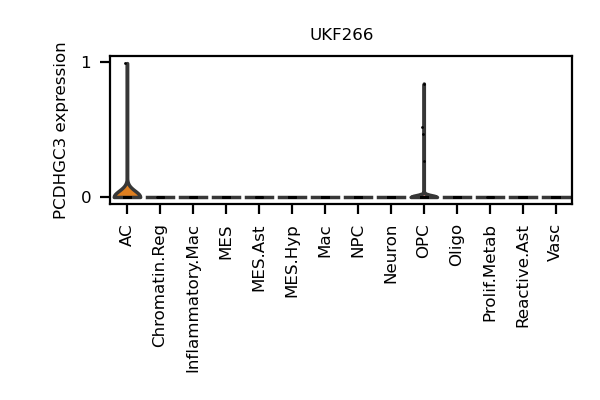 UKF266
PCDHGC3 expression
1
0
AC
Chromatin.Reg
Inflammatory.Mac
MES
MES.Ast
MES.Hyp
Mac
NPC
Neuron
OPC
Oligo
Prolif.Metab
Reactive.Ast
Vasc